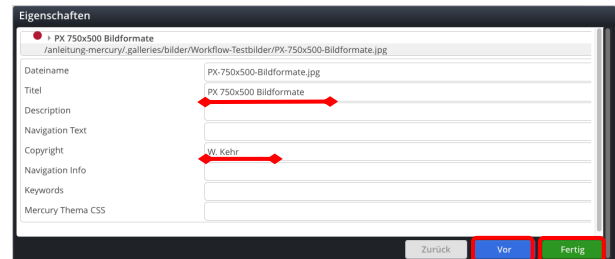 Eigenschaften
PX 750x500 Bildformate
/anleitung-mercury/.galleries/bilder/Workflow-Testbilder/PX-750x500-Bildformate.jpg
Dateiname PX-750x500-Bildformate.jpg
Titel PX 750x500 Bildformate
Description
Navigation Text
Copyright W. Kehr
Navigation Info
Keywords
Mercury Thema CSS
Zurück Vor Fertig